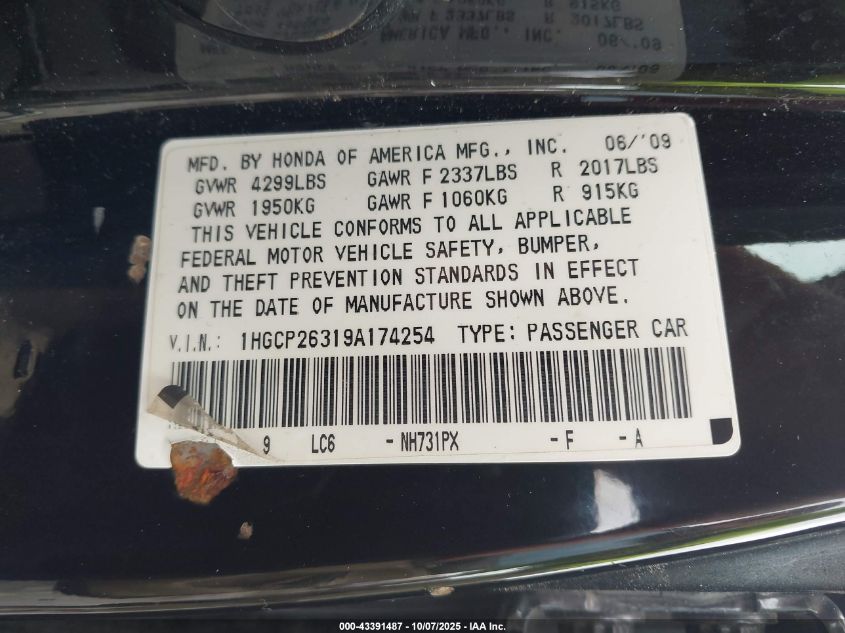 MFD. BY HONDA OF AMERICA MFG., INC. 06/'09
GVWR 4299LBS GAWR F 2337LBS R 2017LBS
GVWR 1950KG GAWR F 1060KG R 915KG
THIS VEHICLE CONFORMS TO ALL APPLICABLE
FEDERAL MOTOR VEHICLE SAFETY, BUMPER,
AND THEFT PREVENTION STANDARDS IN EFFECT
ON THE DATE OF MANUFACTURE SHOWN ABOVE.
V.I.N.: 1HGCP26319A174254 TYPE: PASSENGER CAR
9 LC6 -NH731PX -F -A
000-43391487 - 10/07/2025 - IAA Inc.